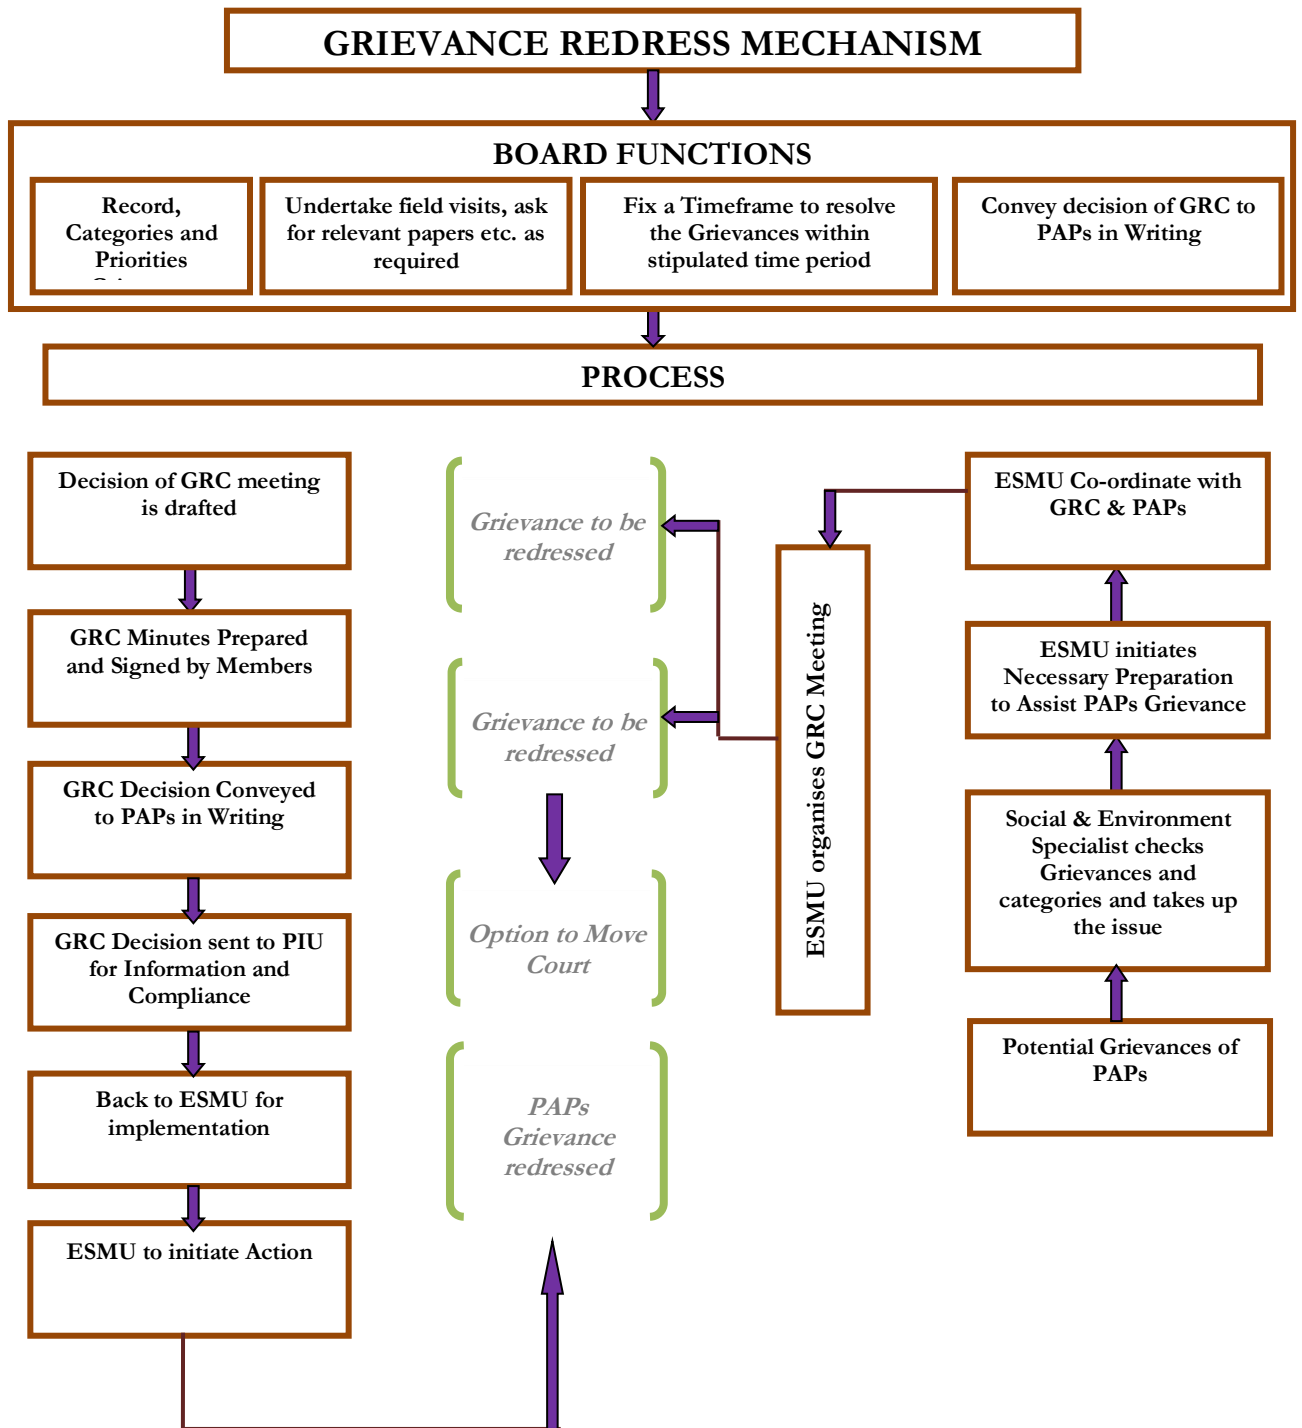 GRIEVANCE REDRESS MECHANISM
BOARD FUNCTIONS
Record,
Categories and
Priorities
Undertake field visits, ask
for relevant papers etc. as
required
Fix a Timeframe to resolve
the Grievances within
stipulated time period
Convey decision of GRC to
PAPs in Writing
PROCESS
Decision of GRC meeting
is drafted
GRC Minutes Prepared
and Signed by Members
GRC Decision Conveyed
to PAPs in Writing
GRC Decision sent to PIU
for Information and
Compliance
Back to ESMU for
implementation
ESMU to initiate Action
Grievance to be
redressed
Grievance to be
redressed
Option to Move
Court
PAPs
Grievance
redressed
ESMU organises GRC Meeting
ESMU Co-ordinate with
GRC & PAPs
ESMU initiates
Necessary Preparation
to Assist PAPs Grievance
Social & Environment
Specialist checks
Grievances and
categories and takes up
the issue
Potential Grievances of
PAPs